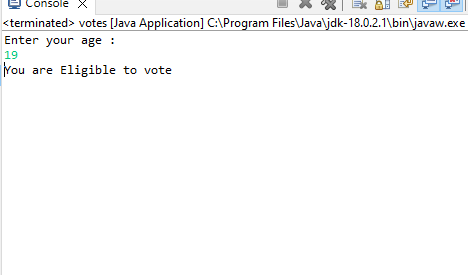 Console
<terminated> votes [Java Application] C:\Program Files\Java\jdk-18.0.2.1\bin\javaw.exe
Enter your age :
19
You are Eligible to vote